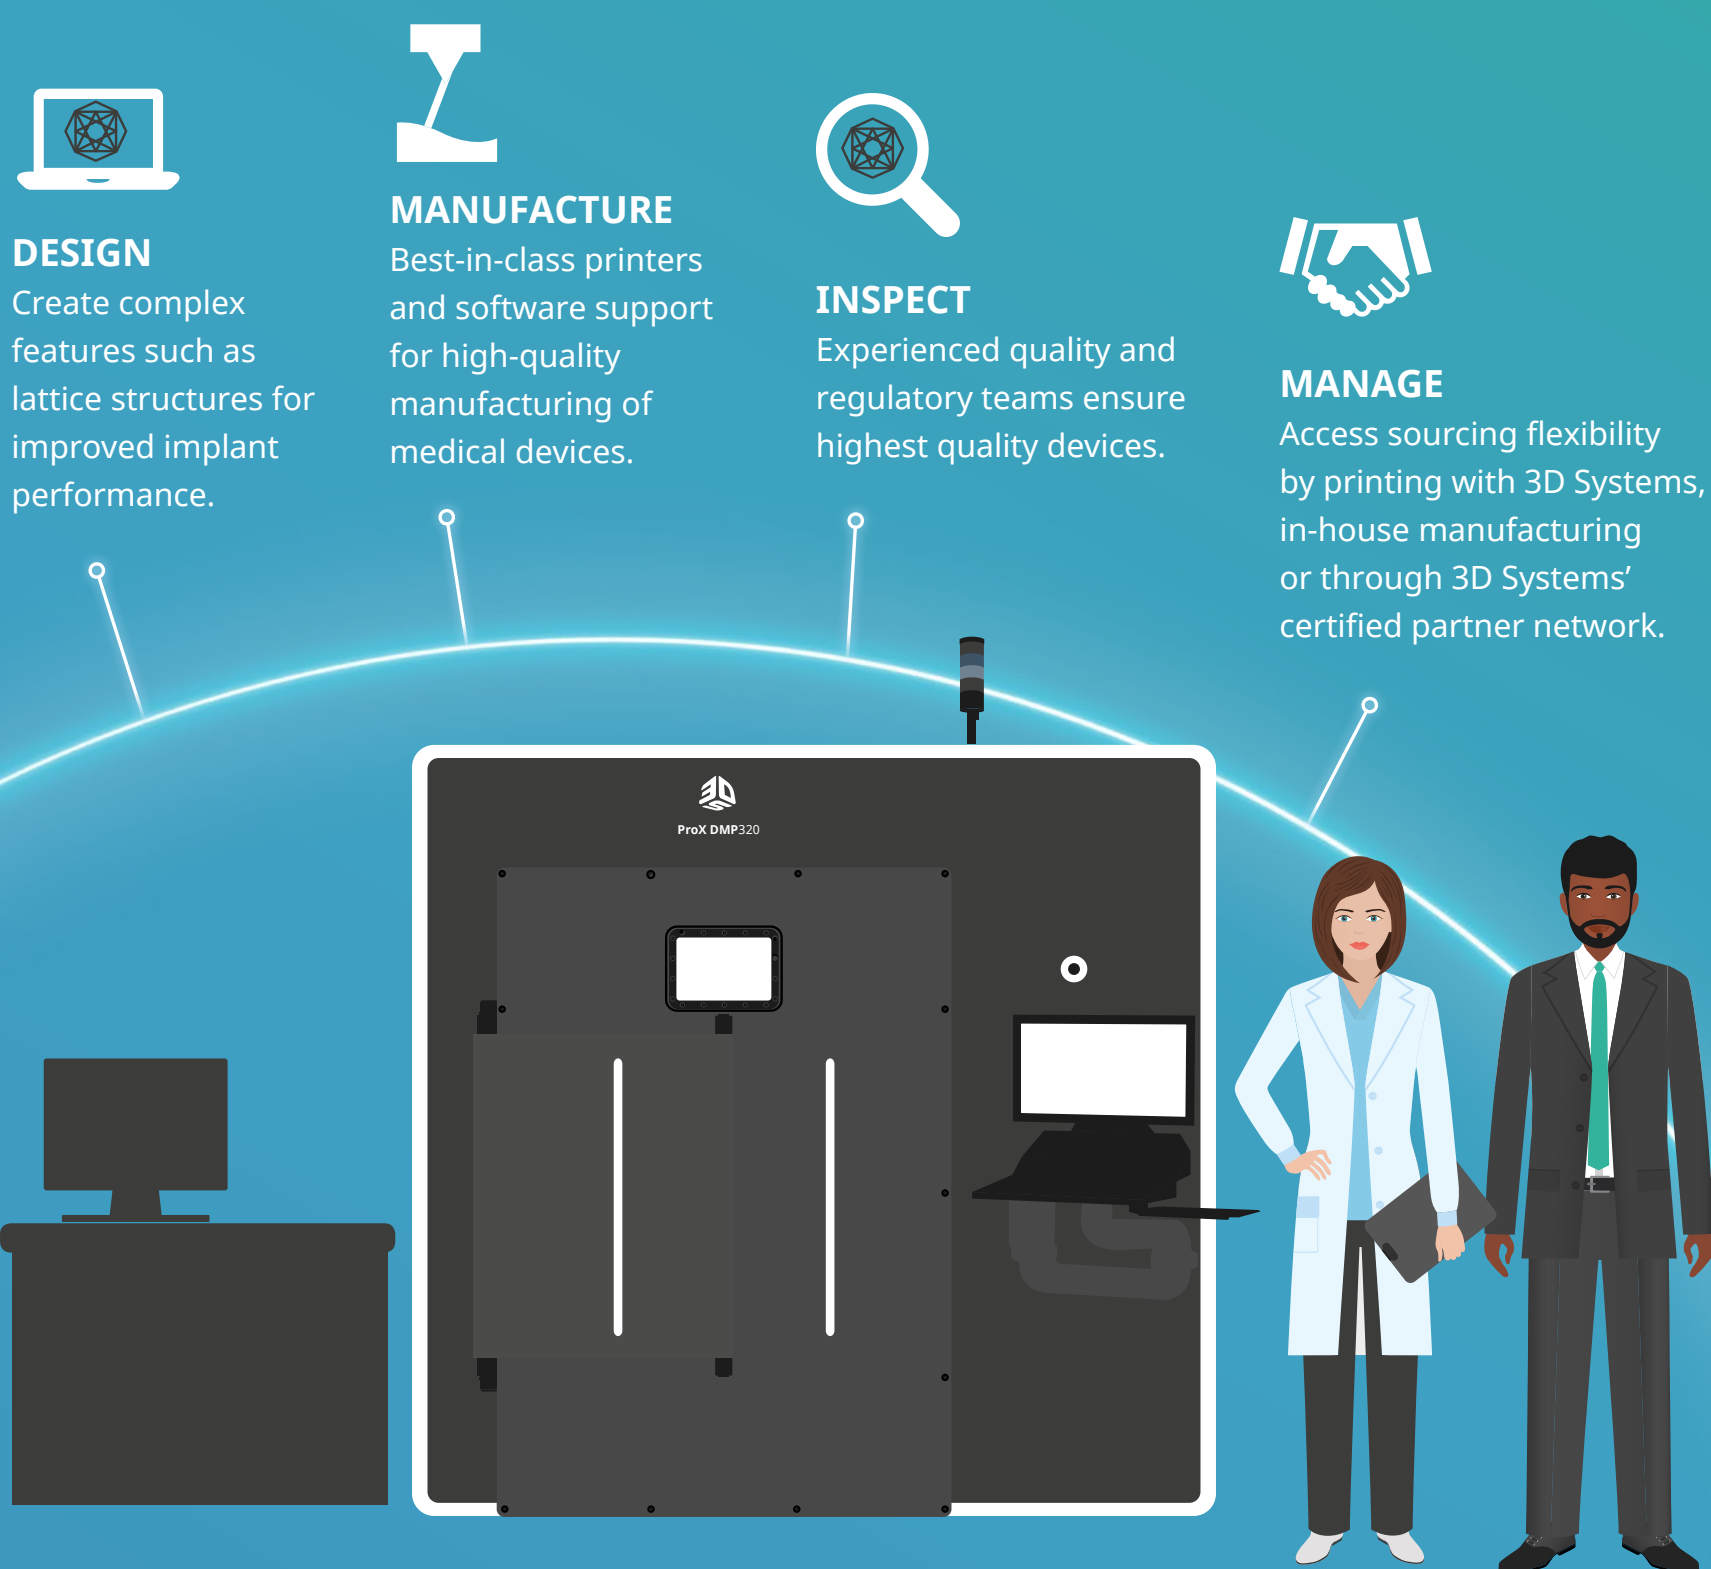 DESIGN
Create complex
features such as
lattice structures for
improved implant
performance.
MANUFACTURE
Best-in-class printers
and software support
for high-quality
manufacturing of
medical devices.
INSPECT
Experienced quality and
regulatory teams ensure
highest quality devices.
MANAGE
Access sourcing flexibility
by printing with 3D Systems,
in-house manufacturing
or through 3D Systems’
certified partner network.
3DS
ProX DMP320